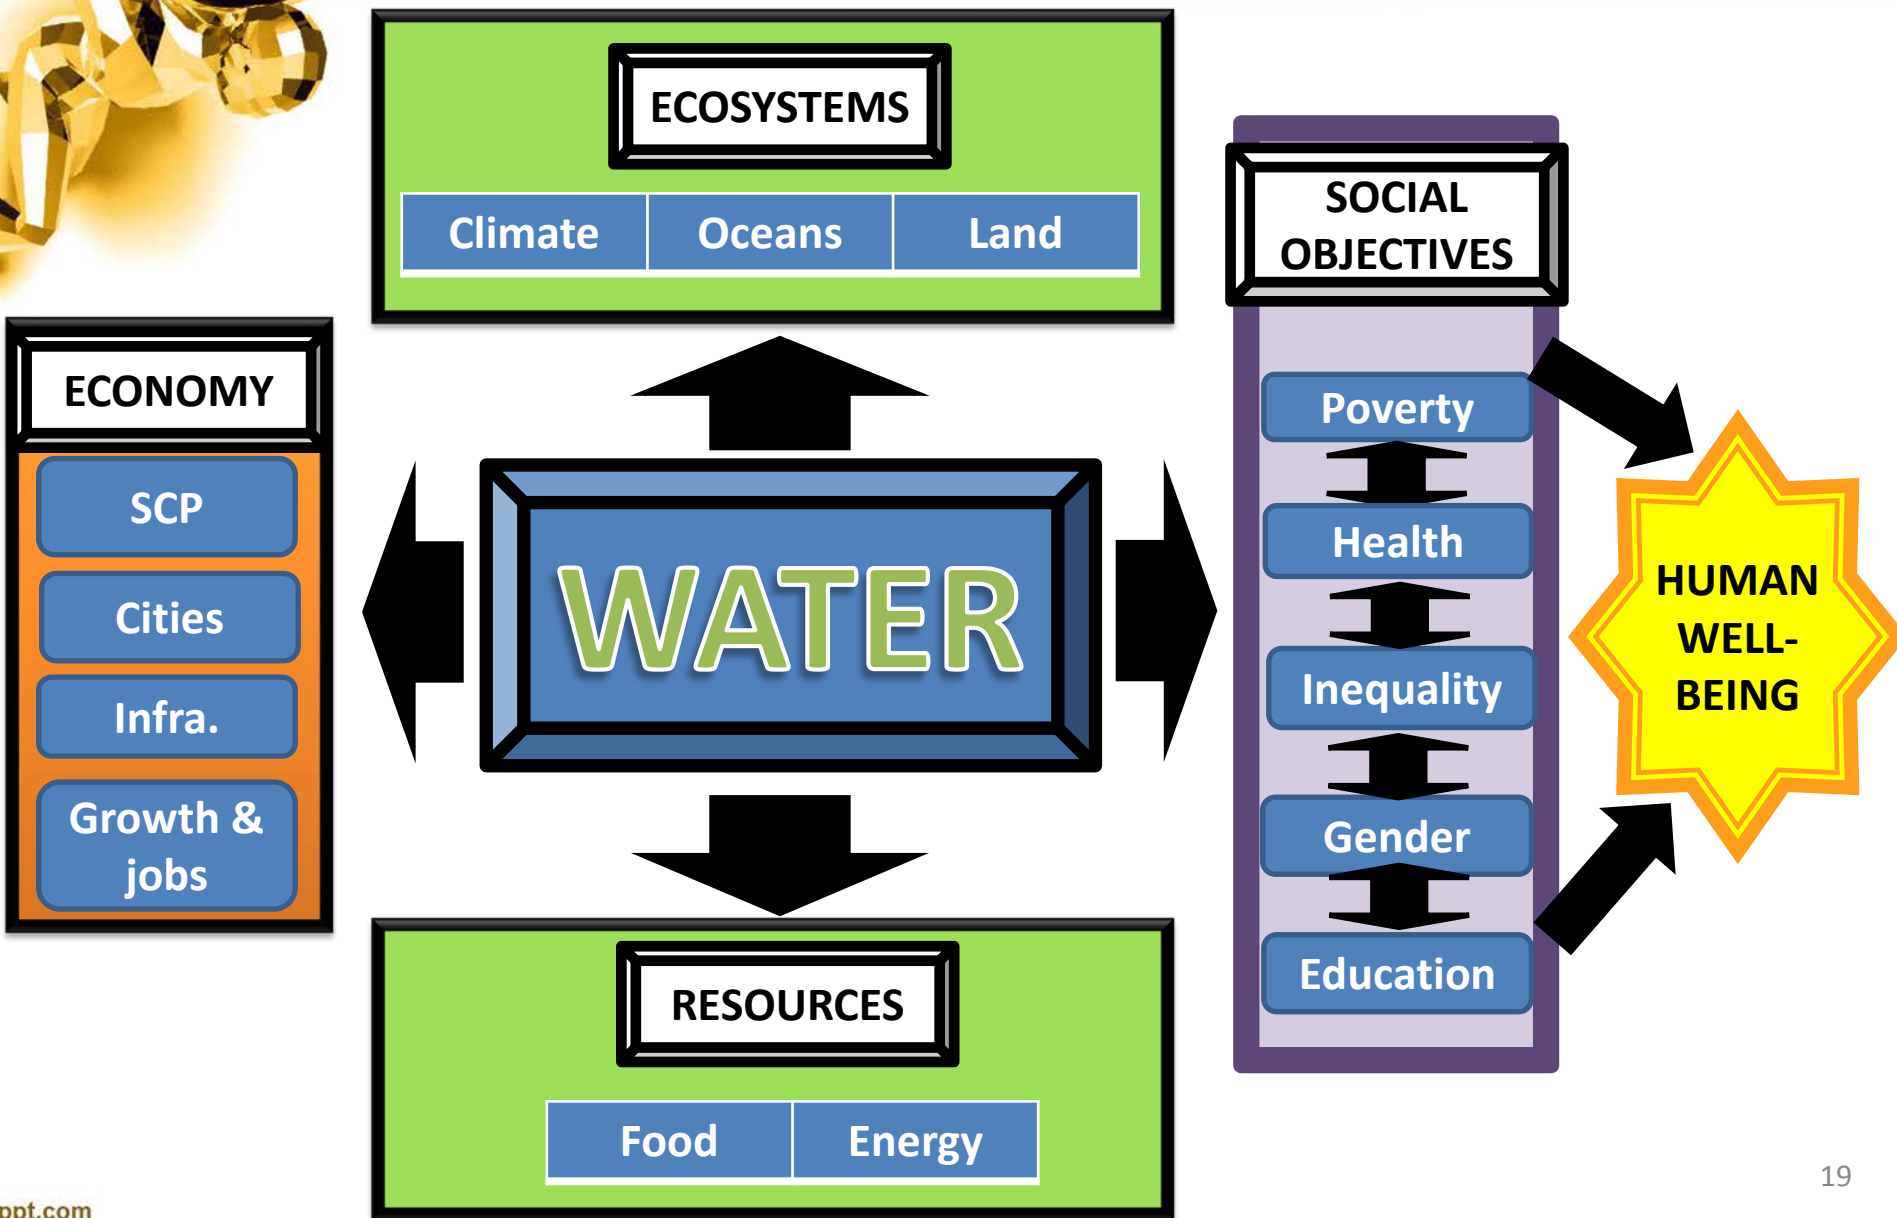 ECOSYSTEMS
Climate Oceans Land
SOCIAL
OBJECTIVES
ECONOMY
SCP
Cities
Infra.
Growth &
jobs
WATER
Poverty
Health
Inequality
Gender
Education
HUMAN
WELL-
BEING
RESOURCES
Food Energy
19
ppt.com